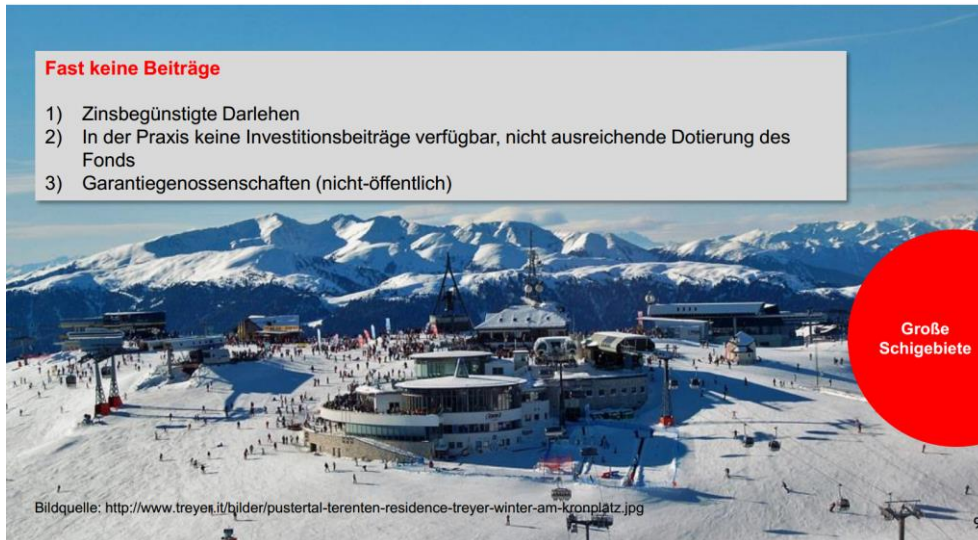 Fast keine Beiträge
1) Zinsbegünstigte Darlehen
2) In der Praxis keine Investitionsbeiträge verfügbar, nicht ausreichende Dotierung des
Fonds
3) Garantiegenossenschaften (nicht-öffentlich)
Große
Schigebiete
Bildquelle: http://www.treyer.it/bilder/pustertal-terenten-residence-treyer-winter-am-kronplatz.jpg
9